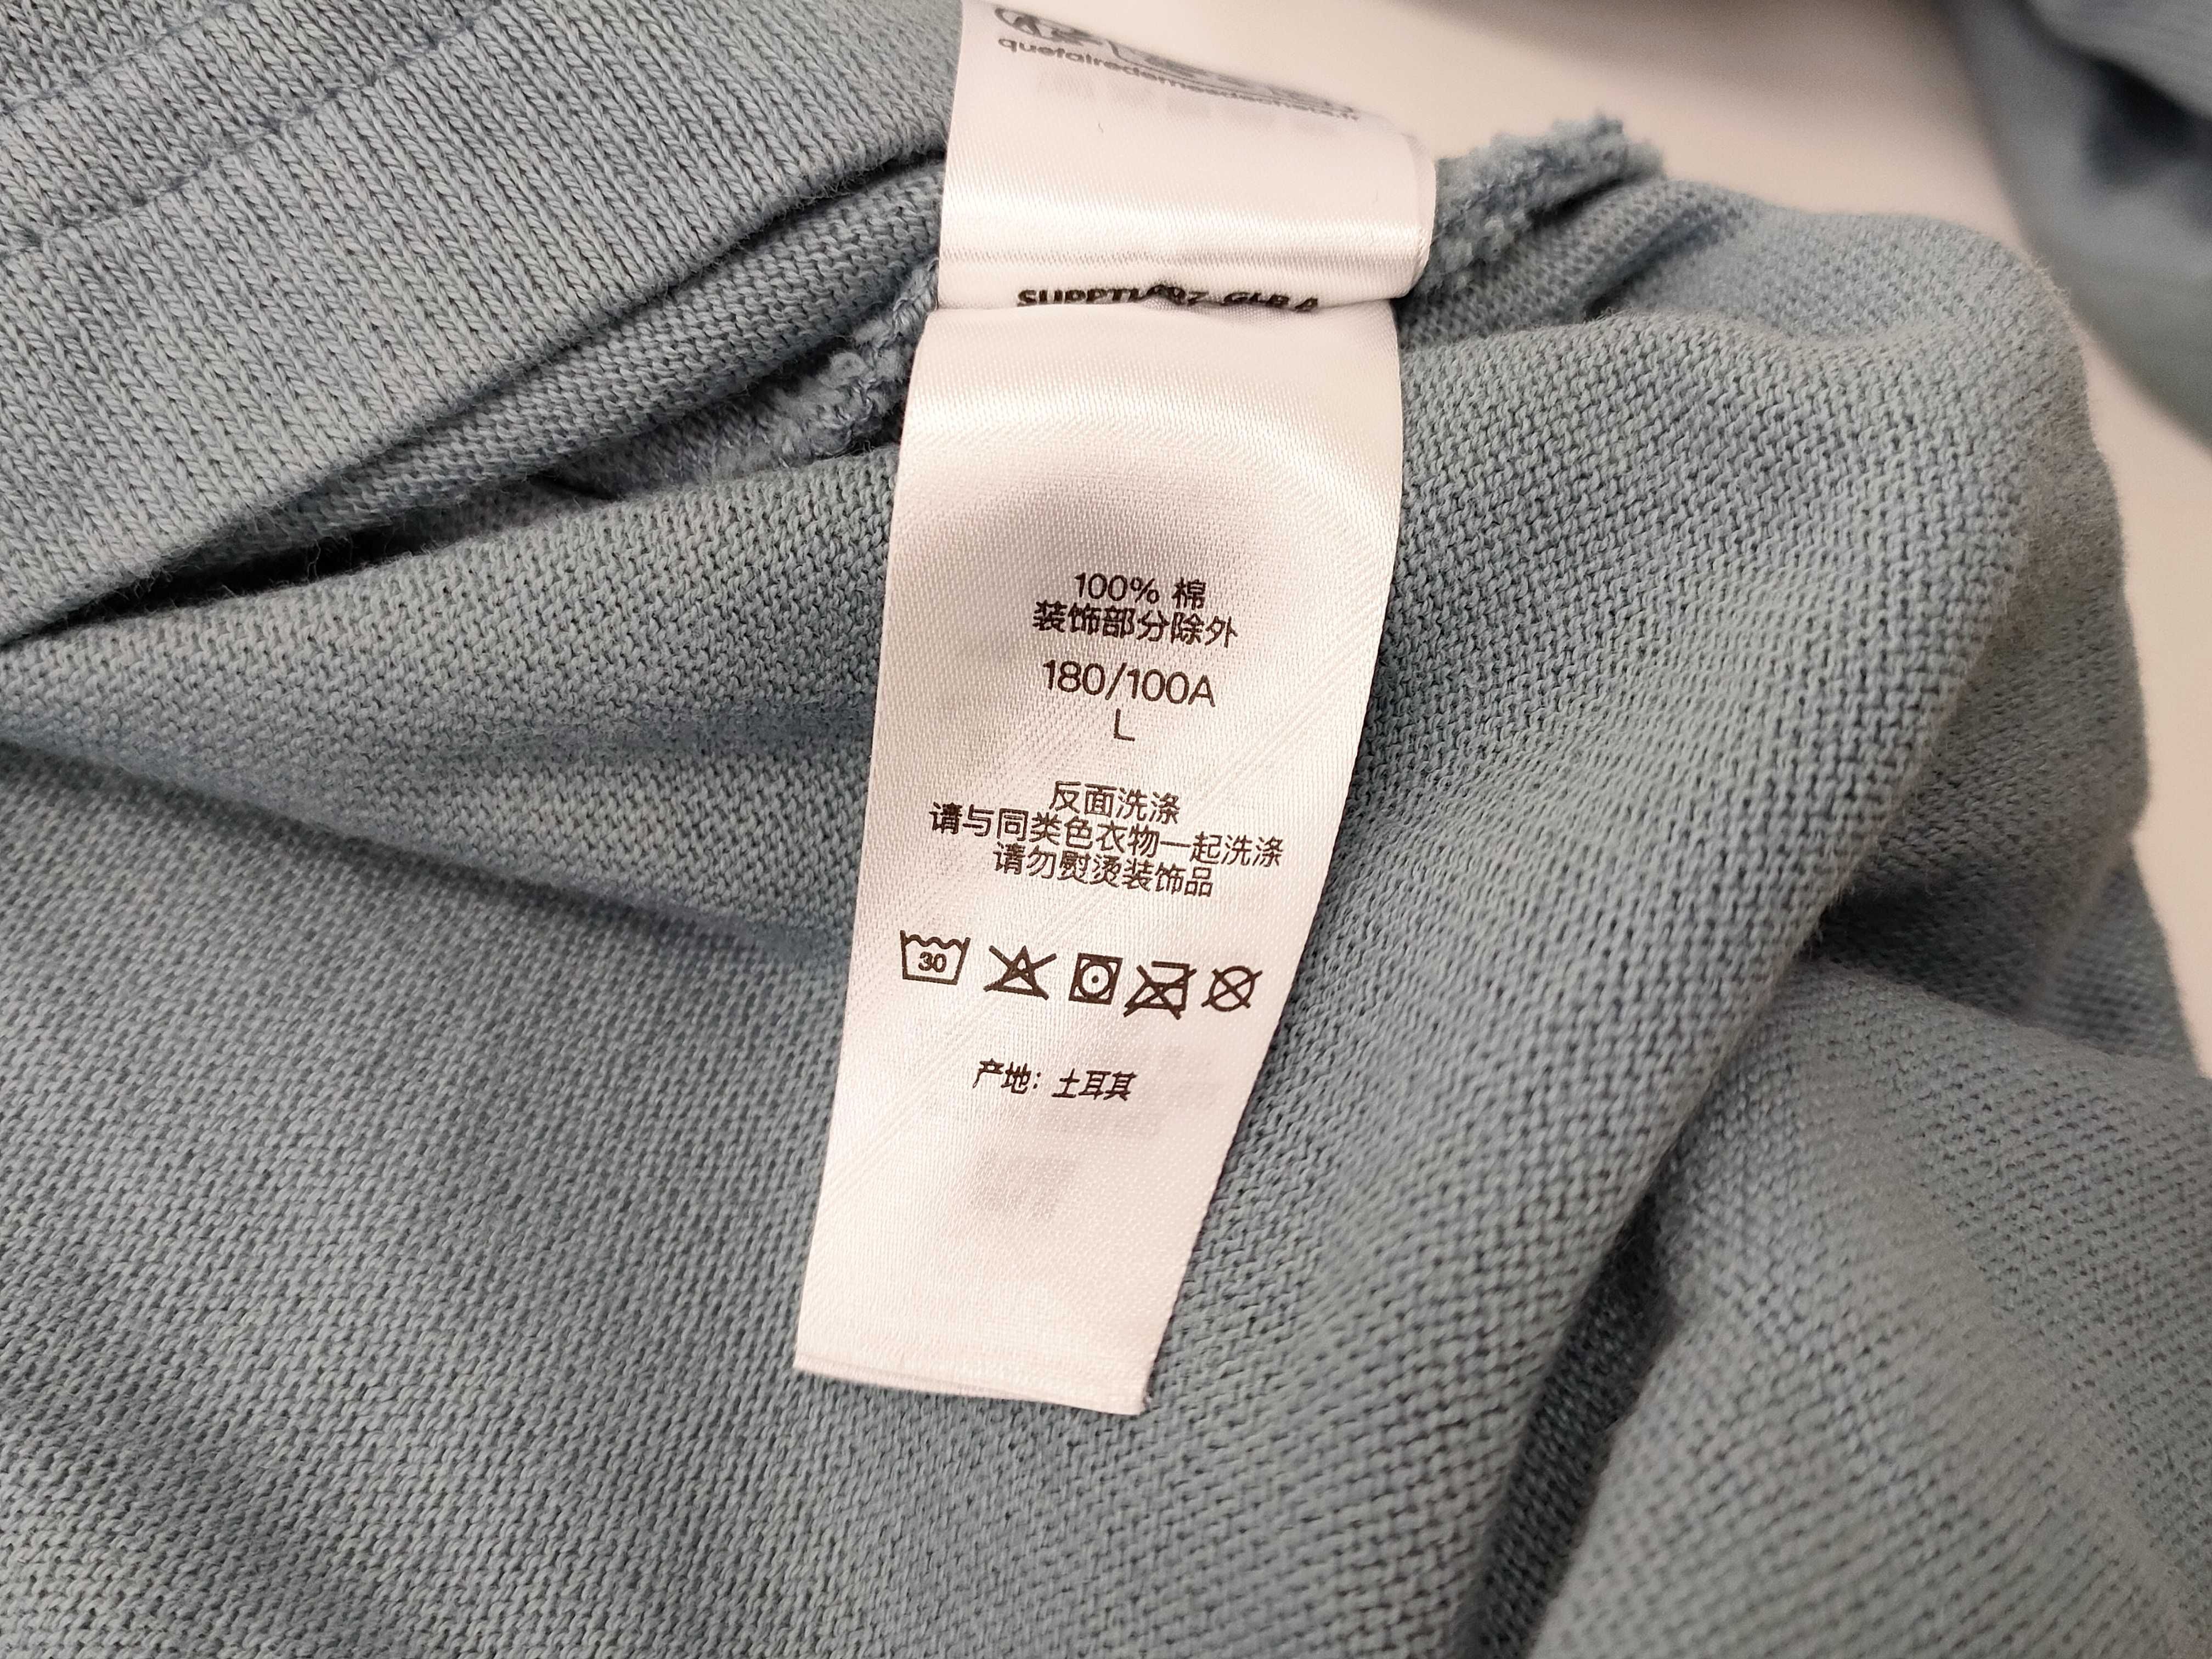 100% 棉
装饰部分除外
180/100A
L
反面洗涤
请与同类色衣物一起洗涤
请勿熨烫装饰品
30
产地: 土耳其